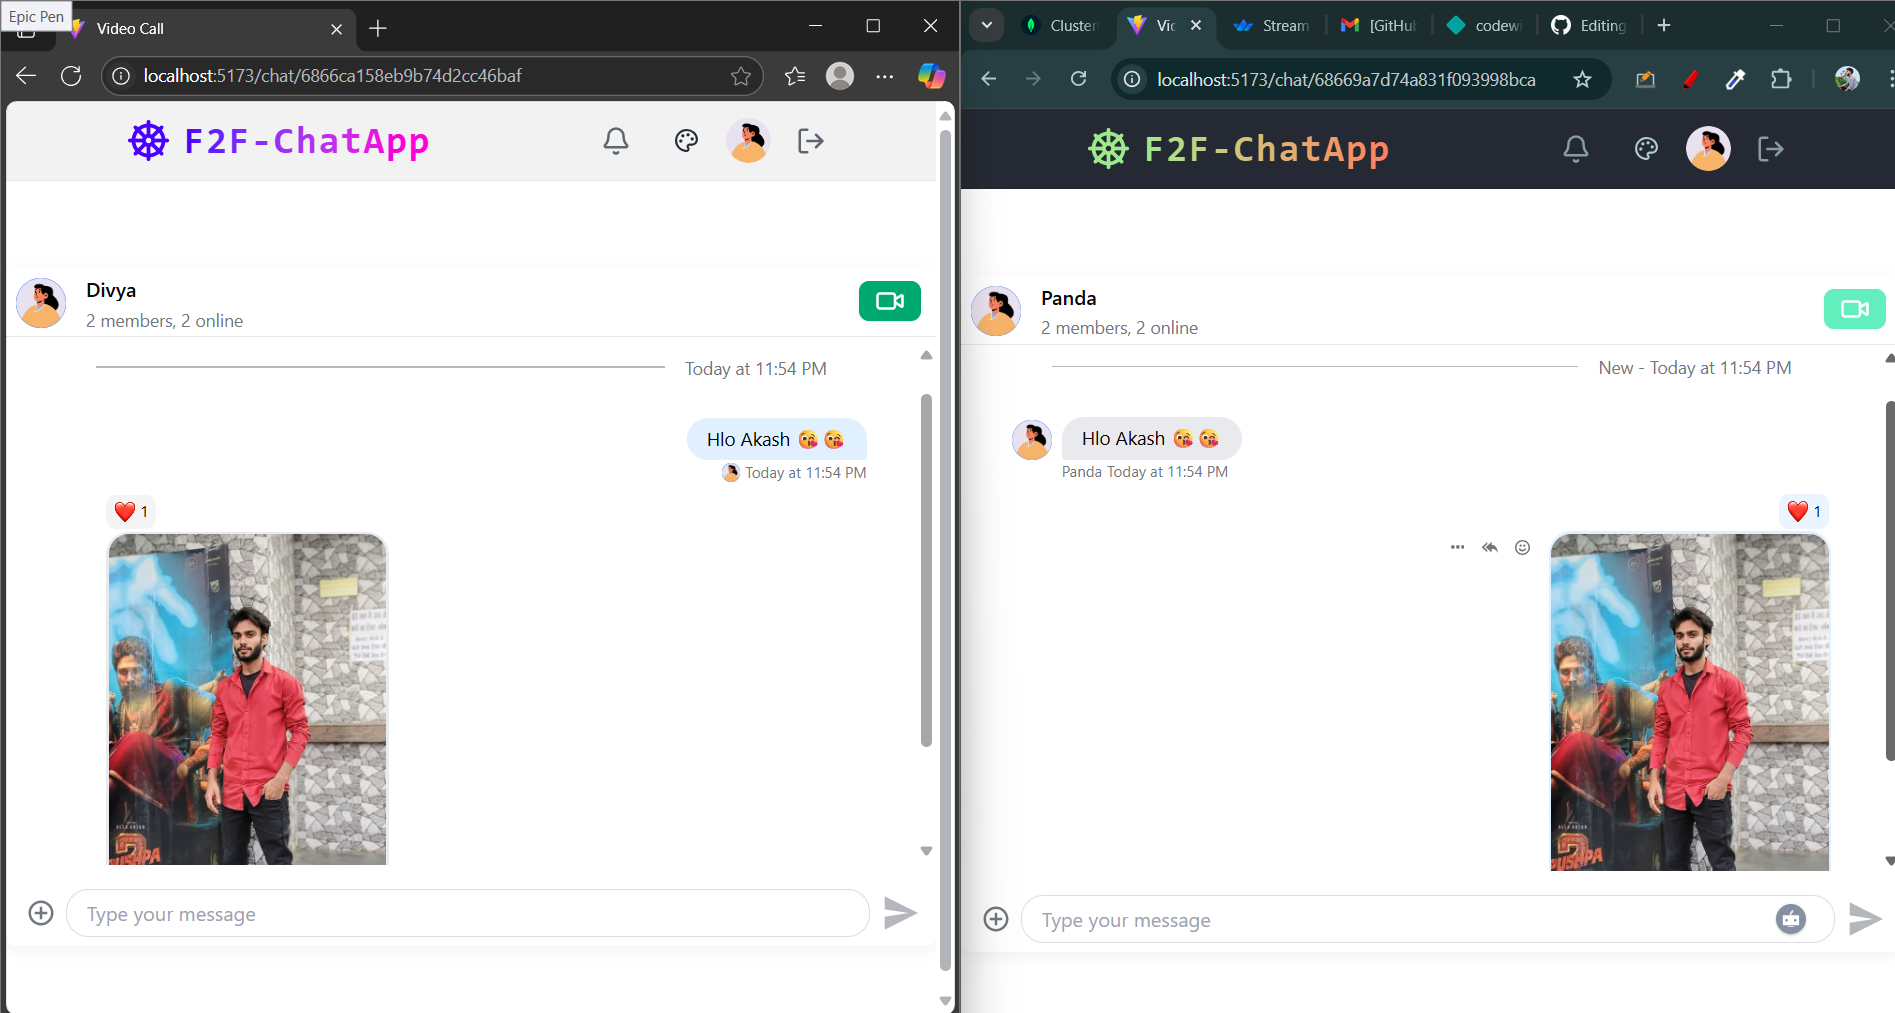 Epic Pen
Video Call
localhost:5173/chat/6866ca158eb9b74d2cc46baf
F2F-ChatApp
Divya
2 members, 2 online
Today at 11:54 PM
Hlo Akash 😘 😘
Today at 11:54 PM
❤️ 1
PUSHPA
Type your message
Cluster
Vic
Stream
[GitHub
codewi
Editing
localhost:5173/chat/68669a7d74a831f093998bca
F2F-ChatApp
Panda
2 members, 2 online
New - Today at 11:54 PM
Hlo Akash 😘 😘
Panda Today at 11:54 PM
❤️ 1
PUSHPA
Type your message